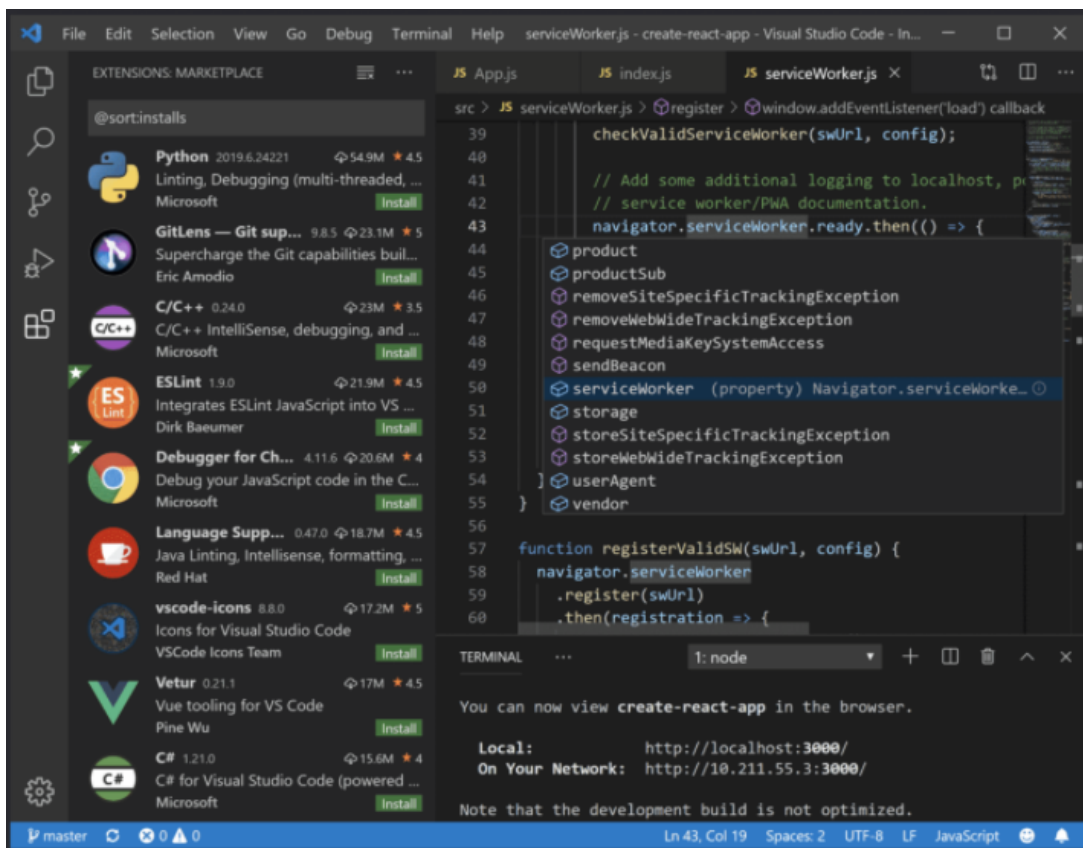 File Edit Selection View Go Debug Terminal Help serviceWorker.js - create-react-app - Visual Studio Code - In...
EXTENSIONS: MARKETPLACE
@sort:installs
Python 2019.6.24221 54.9M ★ 4.5
Linting, Debugging (multi-threaded, ...
Microsoft Install
GitLens — Git sup... 9.8.5 23.1M ★ 5
Supercharge the Git capabilities buil...
Eric Amodio Install
C/C++
C/C++ 0.24.0 23M ★ 3.5
C/C++ IntelliSense, debugging, and ...
Microsoft Install
ES Lint
ESLint 1.9.0 21.9M ★ 4.5
Integrates ESLint JavaScript into VS ...
Dirk Baeumer Install
Debugger for Ch... 4.11.6 20.6M ★ 4
Debug your JavaScript code in the C...
Microsoft Install
Language Supp... 0.47.0 18.7M ★ 4.5
Java Linting, Intellisense, formatting, ...
Red Hat Install
vscode-icons 8.8.0 17.2M ★ 5
Icons for Visual Studio Code
VSCode Icons Team Install
Vetur 0.21.1 17M ★ 4.5
Vue tooling for VS Code
Pine Wu Install
C#
C# 1.21.0 15.6M ★ 4
C# for Visual Studio Code (powered ...
Microsoft Install
JS App.js JS index.js JS serviceWorker.js ×
src > JS serviceWorker.js > register > window.addEventListener('load') callback
39 checkValidServiceWorker(swUrl, config);
40
41 // Add some additional logging to localhost, p
42 // service worker/PWA documentation.
43 navigator.serviceWorker.ready.then(() => {
44 product
45 productSub
46 removeSiteSpecificTrackingException
47 removeWebWideTrackingException
48 requestMediaKeySystemAccess
49 sendBeacon
50 serviceWorker (property) Navigator.serviceWorke...
51 storage
52 storeSiteSpecificTrackingException
53 storeWebWideTrackingException
54 ] userAgent
55 } vendor
56
57 function registerValidSW(swUrl, config) {
58 navigator.serviceWorker
59 .register(swUrl)
60 .then(registration => {
TERMINAL ... 1: node
You can now view create-react-app in the browser.
Local: http://localhost:3000/
On Your Network: http://10.211.55.3:3000/
Note that the development build is not optimized.
master 0 0 Ln 43, Col 19 Spaces: 2 UTF-8 LF JavaScript